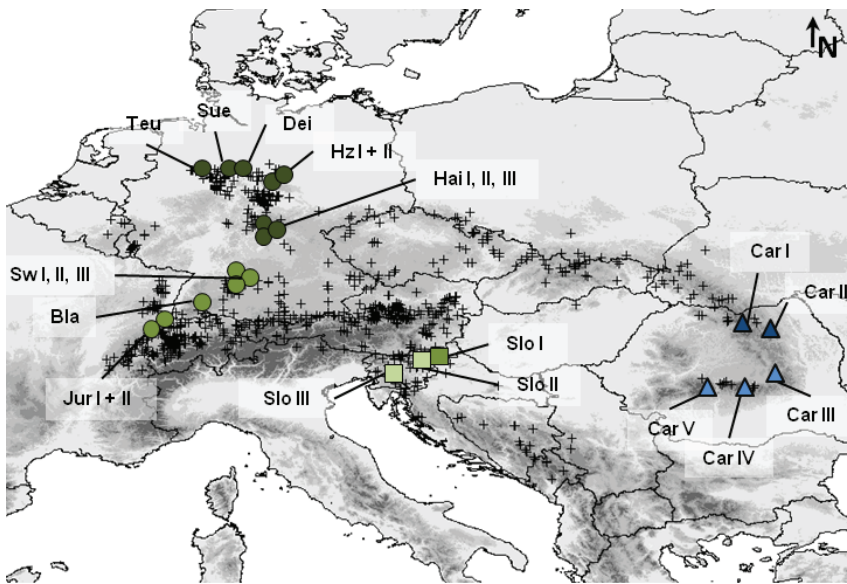 N
Sue
Teu
Dei
Hz I + II
Hai I, II, III
Sw I, II, III
Car I
Car II
Bla
Slo I
Slo II
Jur I + II
Slo III
Car III
Car V
Car IV